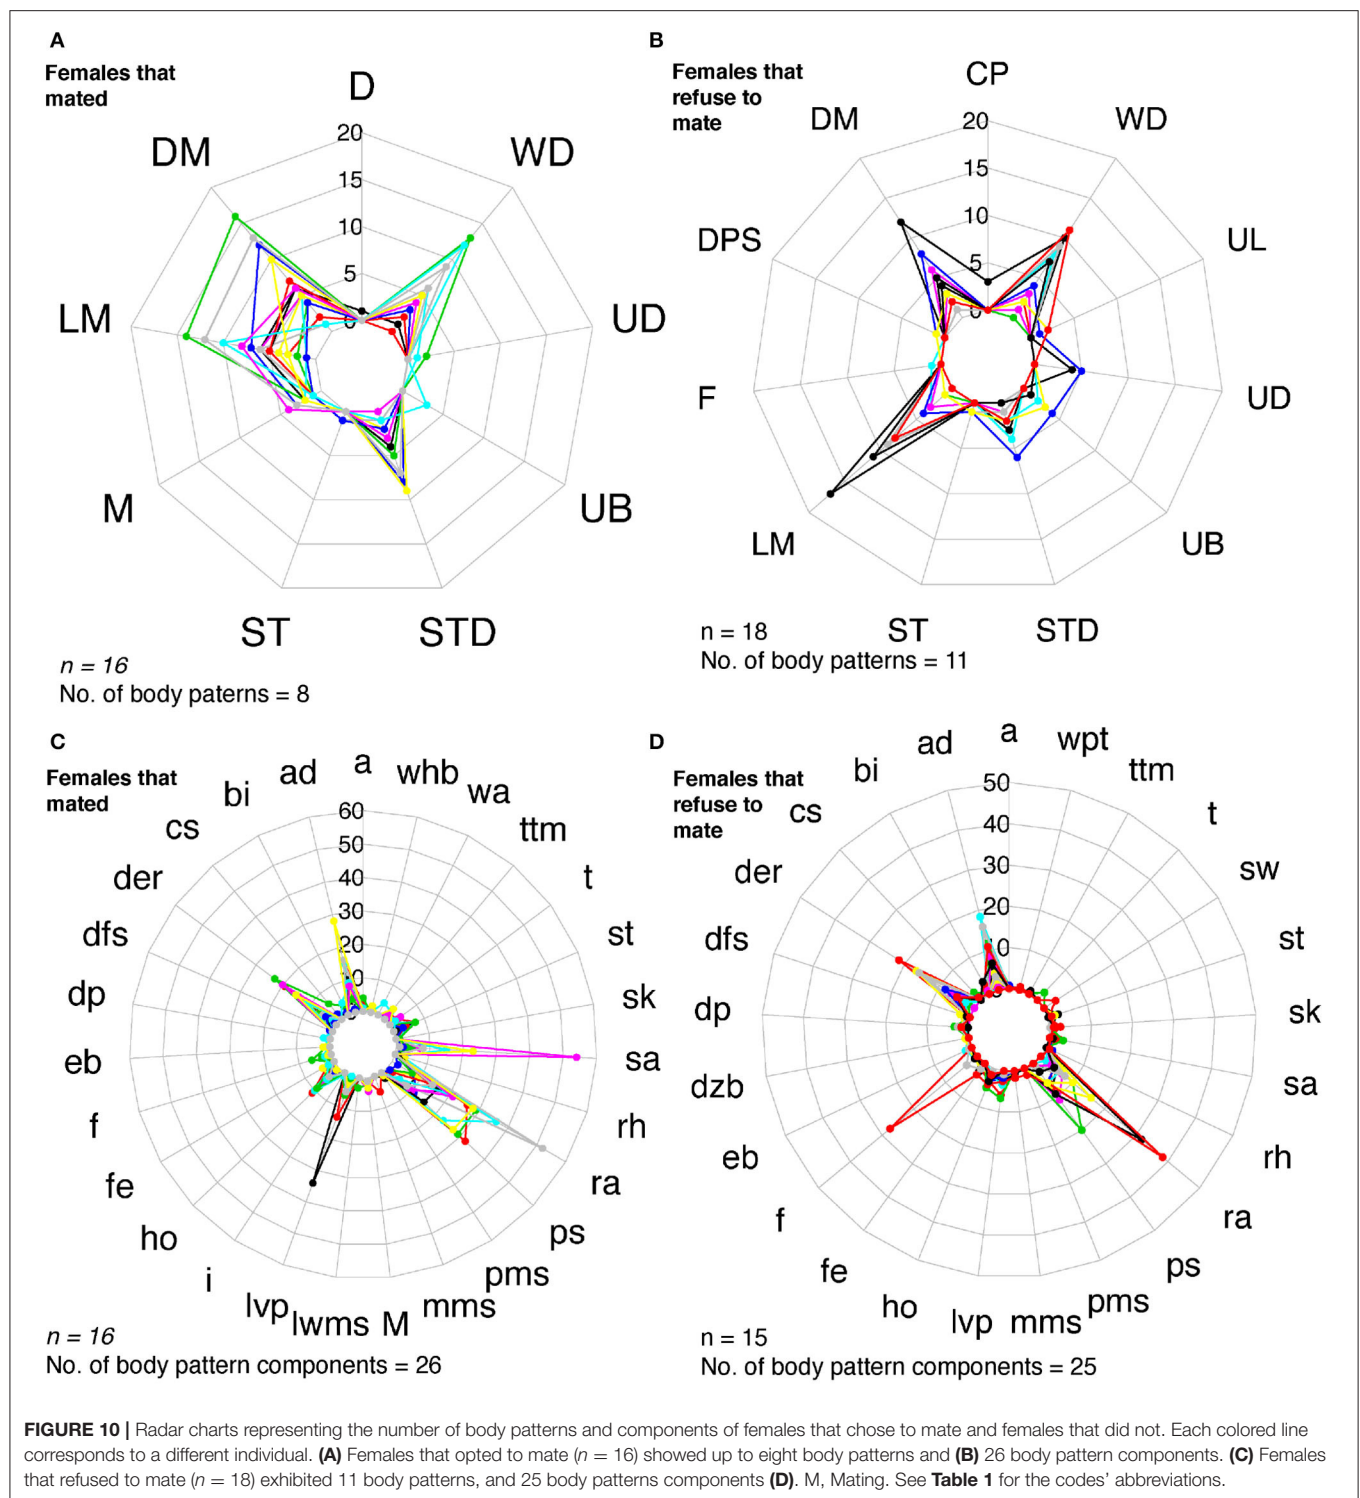 A
Females that
mated
D
WD
UD
UB
STD
ST
M
LM
DM
20
15
10
5
0
n = 16
No. of body paterns = 8
B
Females that
refuse to
mate
CP
WD
UL
UD
UB
STD
ST
LM
F
DPS
DM
20
15
10
5
0
n = 18
No. of body patterns = 11
C
Females that
mated
a
whb
wa
ttm
t
st
sk
sa
rh
ra
ps
pms
mms
M
lwms
lvp
i
ho
fe
f
eb
dp
dfs
der
cs
bi
ad
60
50
40
30
20
10
n = 16
No. of body pattern components = 26
D
Females that
refuse to
mate
a
wpt
ttm
t
sw
st
sk
sa
rh
ra
ps
pms
mms
lvp
ho
fe
f
eb
dzb
dp
dfs
der
cs
bi
ad
50
40
30
20
10
n = 15
No. of body pattern components = 25
FIGURE 10 | Radar charts representing the number of body patterns and components of females that chose to mate and females that did not. Each colored line
corresponds to a different individual. (A) Females that opted to mate (n = 16) showed up to eight body patterns and (B) 26 body pattern components. (C) Females
that refused to mate (n = 18) exhibited 11 body patterns, and 25 body patterns components (D). M, Mating. See Table 1 for the codes' abbreviations.